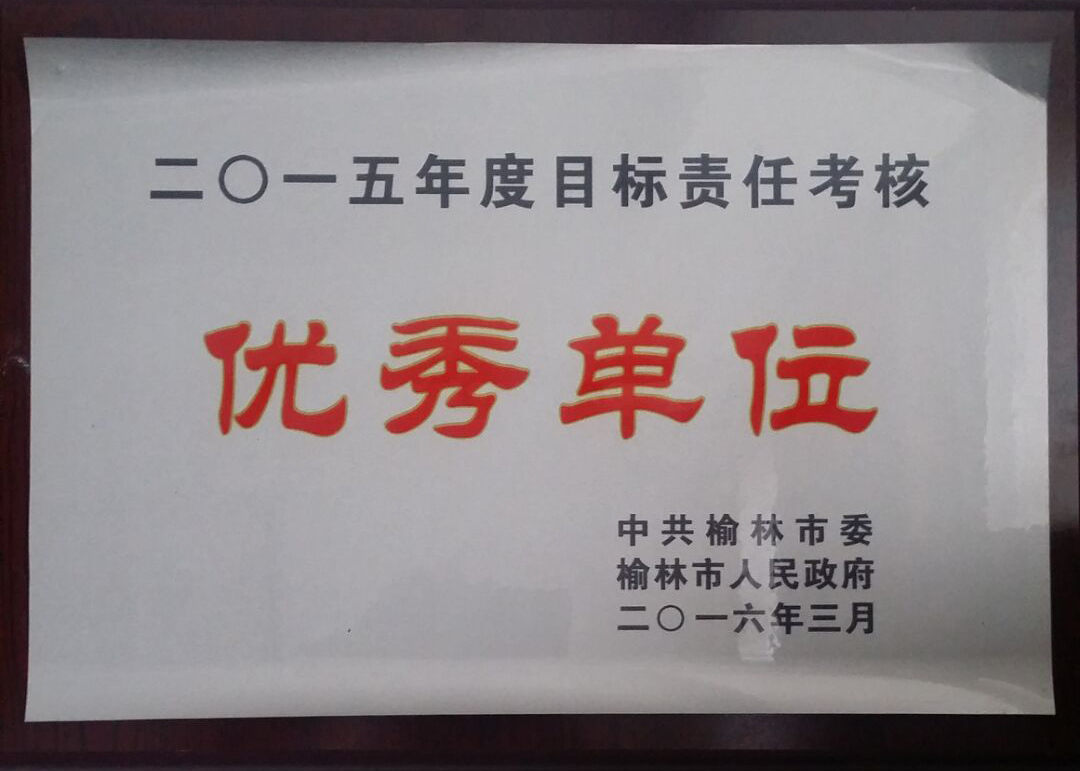 二〇一五年度目标责任考核
优秀单位
中共榆林市委
榆林市人民政府
二〇一六年三月